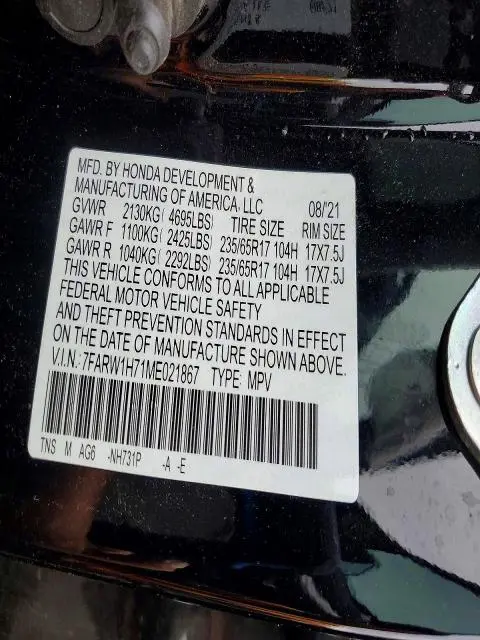 MFD. BY HONDA DEVELOPMENT &
MANUFACTURING OF AMERICA, LLC 08/'21
GVWR 2130KG( 4695LBS) TIRE SIZE RIM SIZE
GAWR F 1100KG( 2425LBS) 235/65R17 104H 17X7.5J
GAWR R 1040KG( 2292LBS) 235/65R17 104H 17X7.5J
THIS VEHICLE CONFORMS TO ALL APPLICABLE
FEDERAL MOTOR VEHICLE SAFETY
AND THEFT PREVENTION STANDARDS IN EFFECT
ON THE DATE OF MANUFACTURE SHOWN ABOVE.
V.I.N.:7FARW1H71ME021867 TYPE: MPV
TNS M AG6 -NH731P -A -E